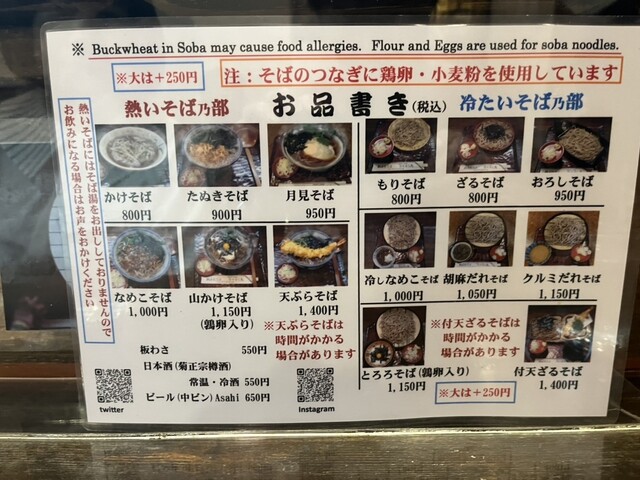 ※ Buckwheat in Soba may cause food allergies. Flour and Eggs are used for soba noodles.
※大は+250円
注：そばのつなぎに鶏卵・小麦粉を使用しています
熱いそば乃部
お品書き(税込)
冷たいそば乃部
熱いそばにはそば湯をお出ししておりませんので
お飲みになる場合はお声をおかけください
かけそば
800円
たぬきそば
900円
月見そば
950円
なめこそば
1,000円
山かけそば
1,150円
(鶏卵入り)
天ぷらそば
1,400円
※天ぷらそばは
時間がかかる
場合があります
板わさ 550円
日本酒(菊正宗樽酒)
常温・冷酒 550円
ビール(中ビン)Asahi 650円
twitter
Instagram
もりそば
800円
ざるそば
800円
おろしそば
950円
冷しなめこそば
1,000円
胡麻だれそば
1,050円
クルミだれそば
1,150円
とろろそば(鶏卵入り)
1,150円
※付天ざるそばは
時間がかかる
場合があります
付天ざるそば
1,400円
※大は+250円